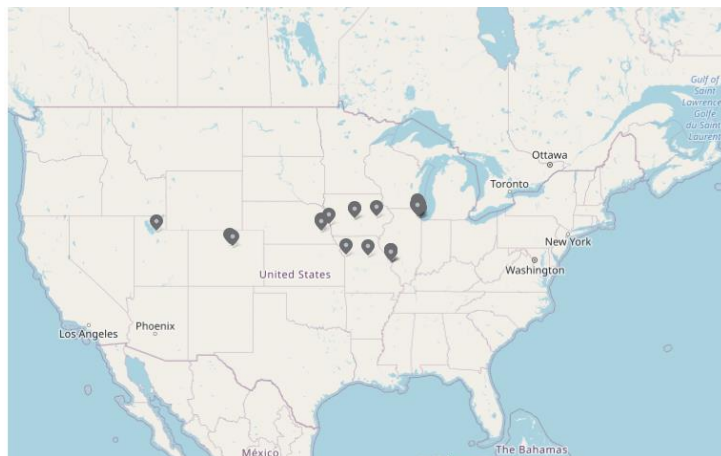 Gulf of
Saint
Lawrence
Golfe
du Saint-
Laurent
Ottawa
Toronto
New York
Washington
United States
Los Angeles
Phoenix
México
The Bahamas